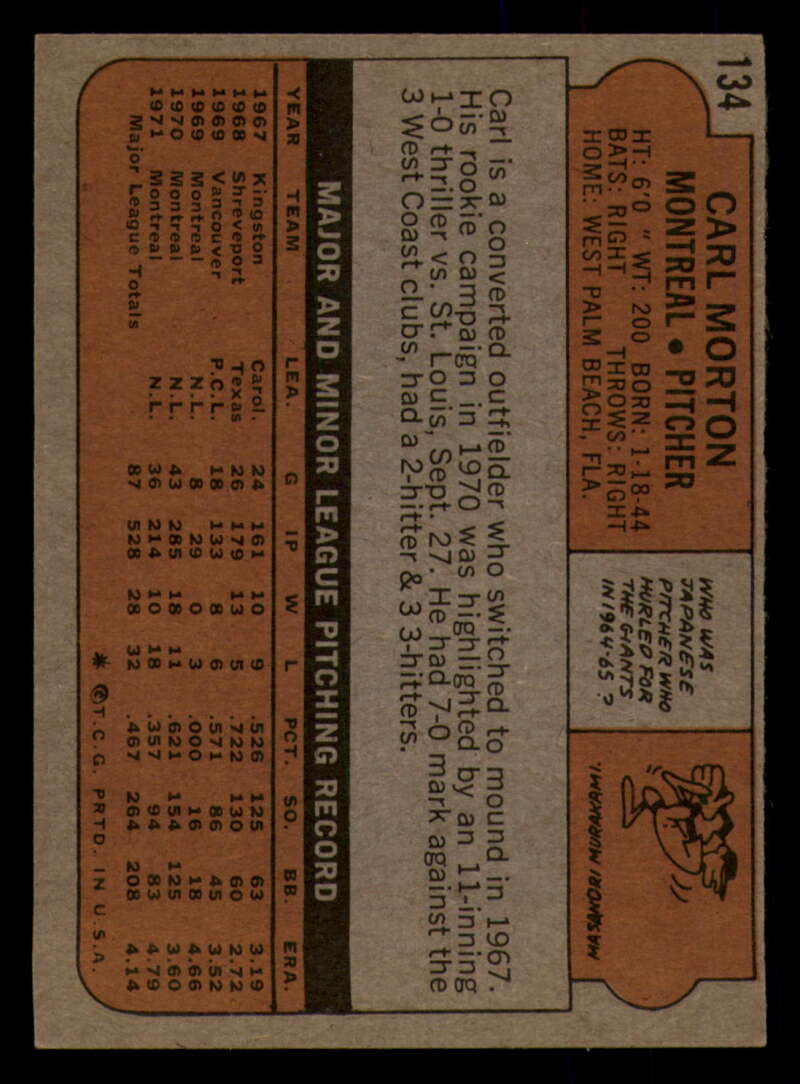 134
CARL MORTON
MONTREAL • PITCHER
HT: 6'0 " WT: 200 BORN: 1-18-44
BATS: RIGHT THROWS: RIGHT
HOME: WEST PALM BEACH, FLA.
WHO WAS
JAPANESE
PITCHER WHO
HURLED FOR
THE GIANTS
IN 1964-65?
MASANORI MURAKAMI.
Carl is a converted outfielder who switched to mound in 1967.
His rookie campaign in 1970 was highlighted by an 11-inning
1-0 thriller vs. St. Louis, Sept. 27. He had 7-0 mark against the
3 West Coast clubs, had a 2-hitter & 3 3-hitters.
MAJOR AND MINOR LEAGUE PITCHING RECORD
YEAR TEAM LEA. G IP W L PCT. SO. BB. ERA.
1967 Kingston Carol. 24 161 10 9 .526 125 63 3.19
1968 Shreveport Texas 26 179 13 5 .722 130 60 2.72
1969 Vancouver P.C.L. 18 133 8 6 .571 86 45 3.52
1969 Montreal N.L. 8 29 0 3 .000 16 18 4.66
1970 Montreal N.L. 43 285 18 11 .621 154 125 3.60
1971 Montreal N.L. 36 214 10 18 .357 94 83 4.79
Major League Totals 87 528 28 32 .467 264 208 4.14
* ©T.C.G. PRTD. IN U.S.A.